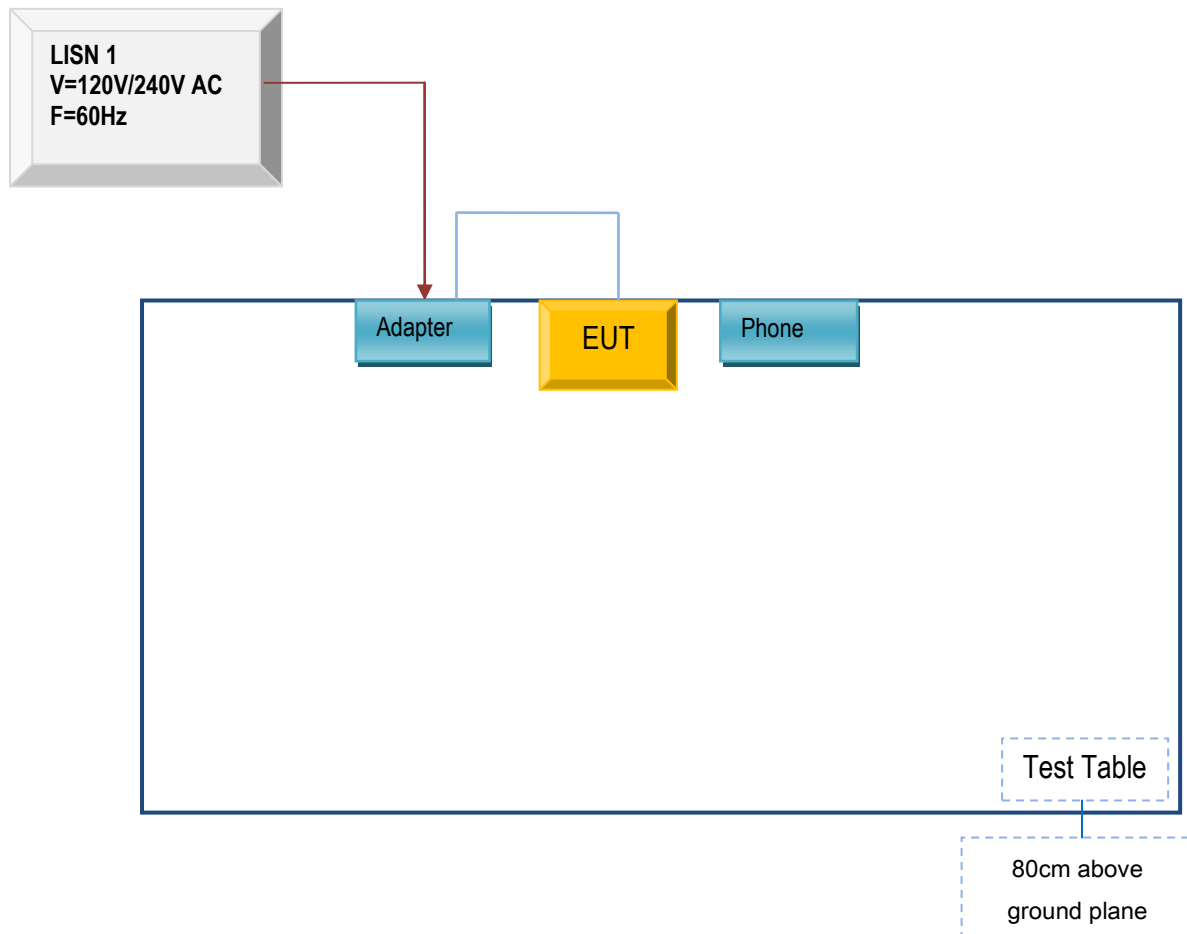 LISN 1
V=120V/240V AC
F=60Hz
Adapter
EUT
Phone
Test Table
80cm above
ground plane